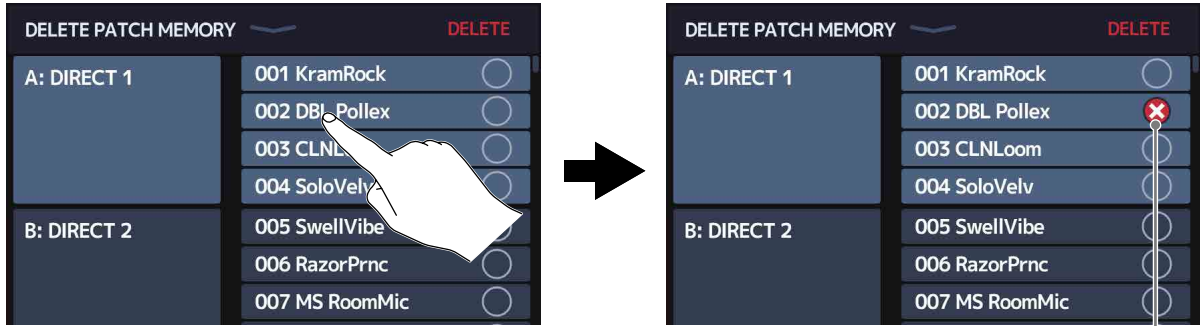 DELETE PATCH MEMORY DELETE
A: DIRECT 1
001 KramRock
002 DBL Pollex
003 CLNL
004 SoloVelv
B: DIRECT 2
005 SwellVibe
006 RazorPrnc
007 MS RoomMic
DELETE PATCH MEMORY DELETE
A: DIRECT 1
001 KramRock
002 DBL Pollex
003 CLNLoom
004 SoloVelv
B: DIRECT 2
005 SwellVibe
006 RazorPrnc
007 MS RoomMic